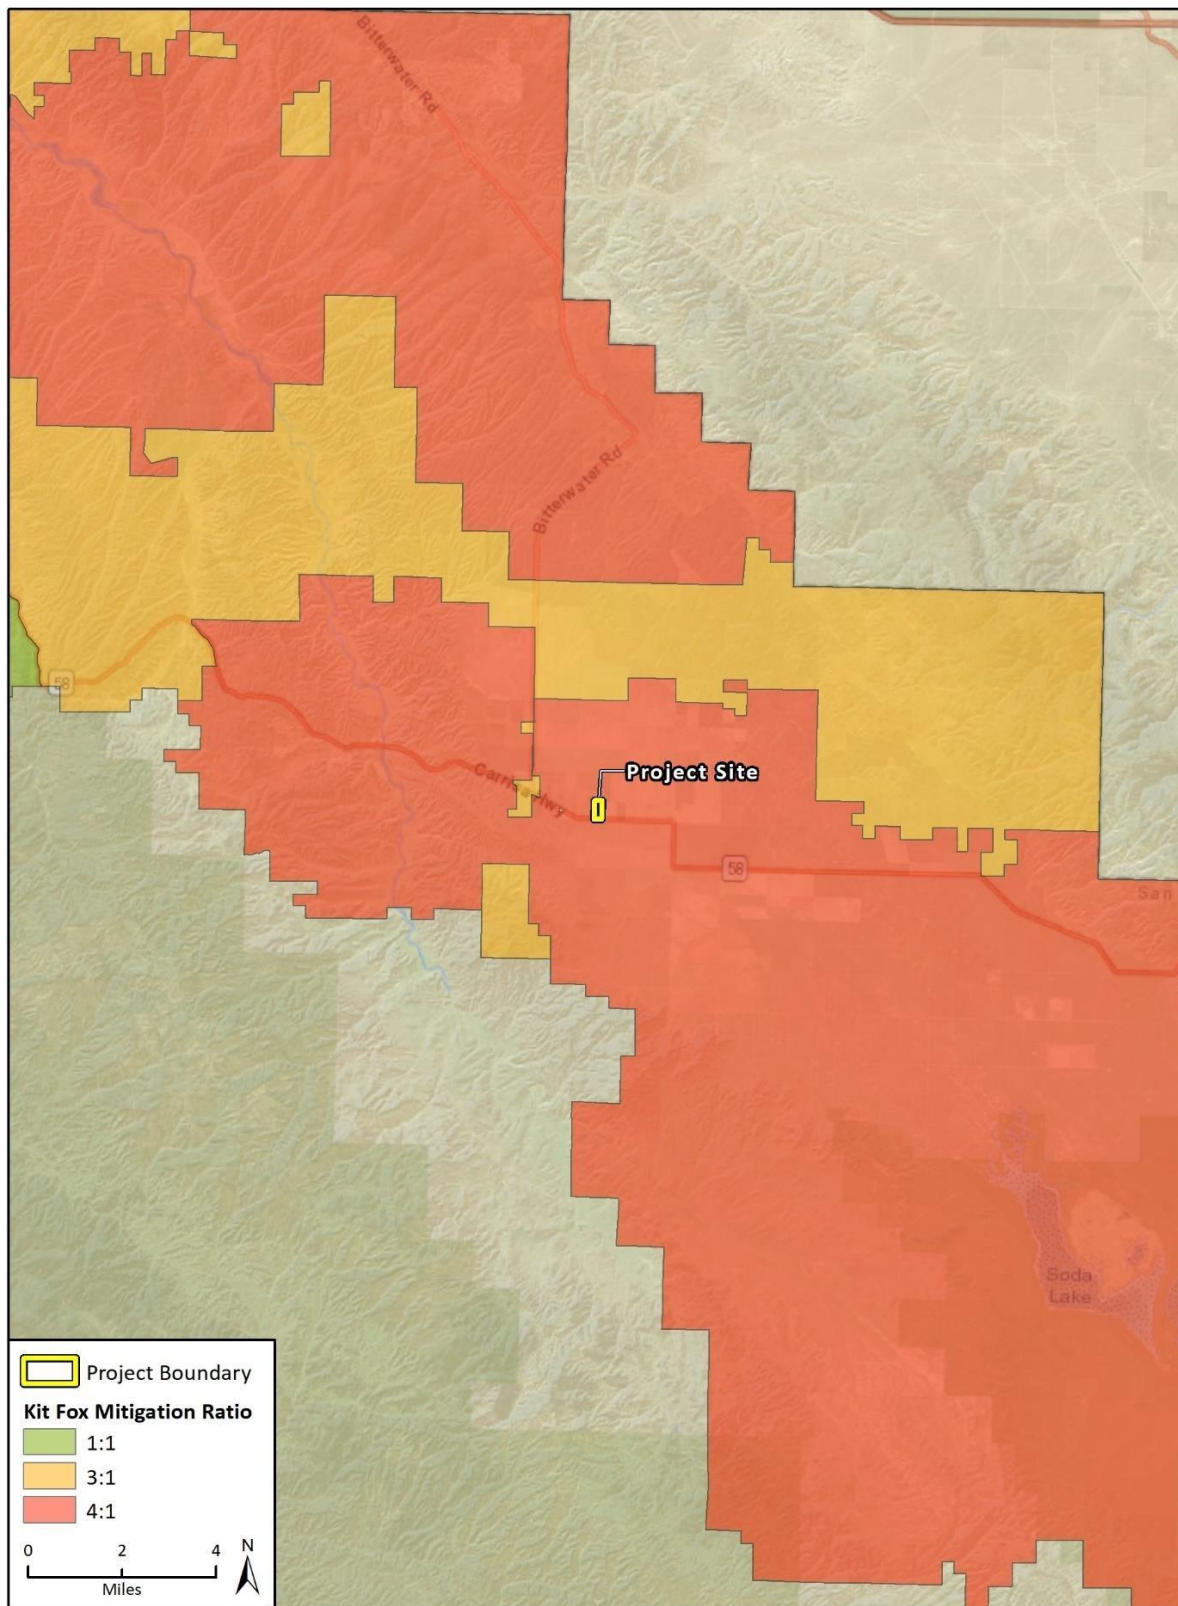 Bitterwater Rd
Bitterwater Rd
58
Project Site
Carrisa Hwy
58
San
Soda
Lake
Project Boundary
Kit Fox Mitigation Ratio
1:1
3:1
4:1
0 2 4
Miles
N